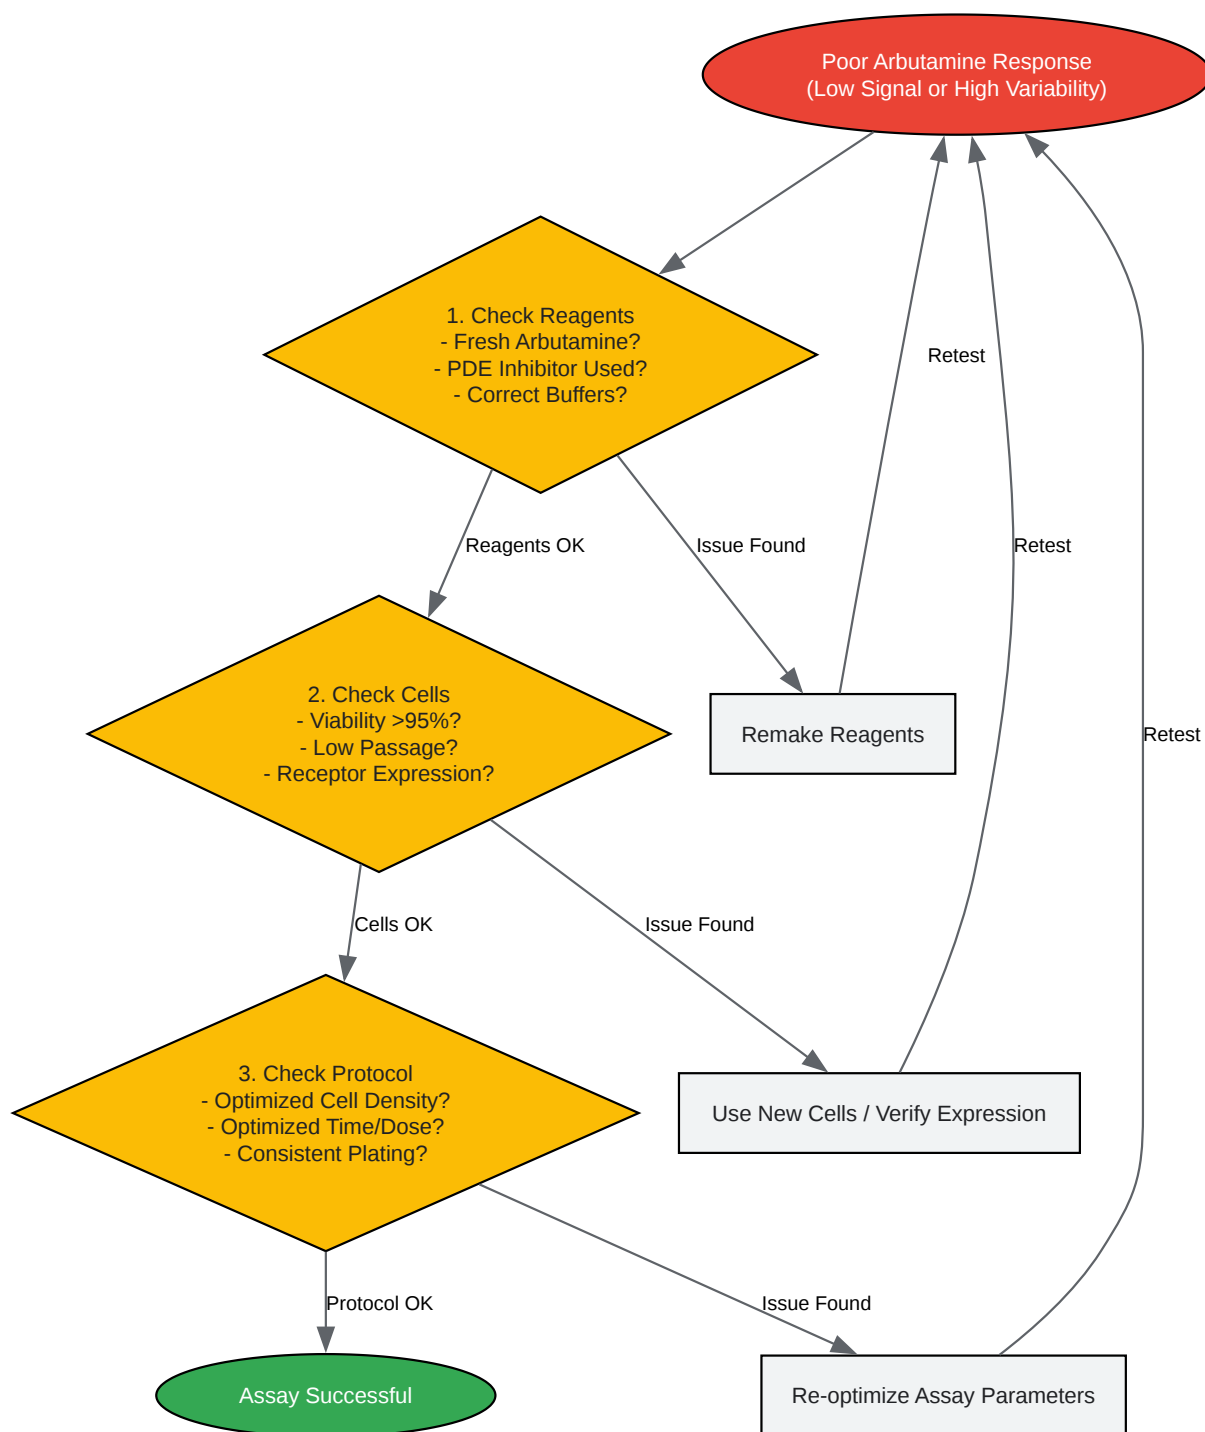 Poor Arbutamine Response
(Low Signal or High Variability)
1. Check Reagents
- Fresh Arbutamine?
- PDE Inhibitor Used?
- Correct Buffers?
Retest
Reagents OK
Issue Found
Retest
2. Check Cells
- Viability >95%?
- Low Passage?
- Receptor Expression?
Remake Reagents
Retest
Cells OK
Issue Found
3. Check Protocol
- Optimized Cell Density?
- Optimized Time/Dose?
- Consistent Plating?
Use New Cells / Verify Expression
Protocol OK
Issue Found
Assay Successful
Re-optimize Assay Parameters